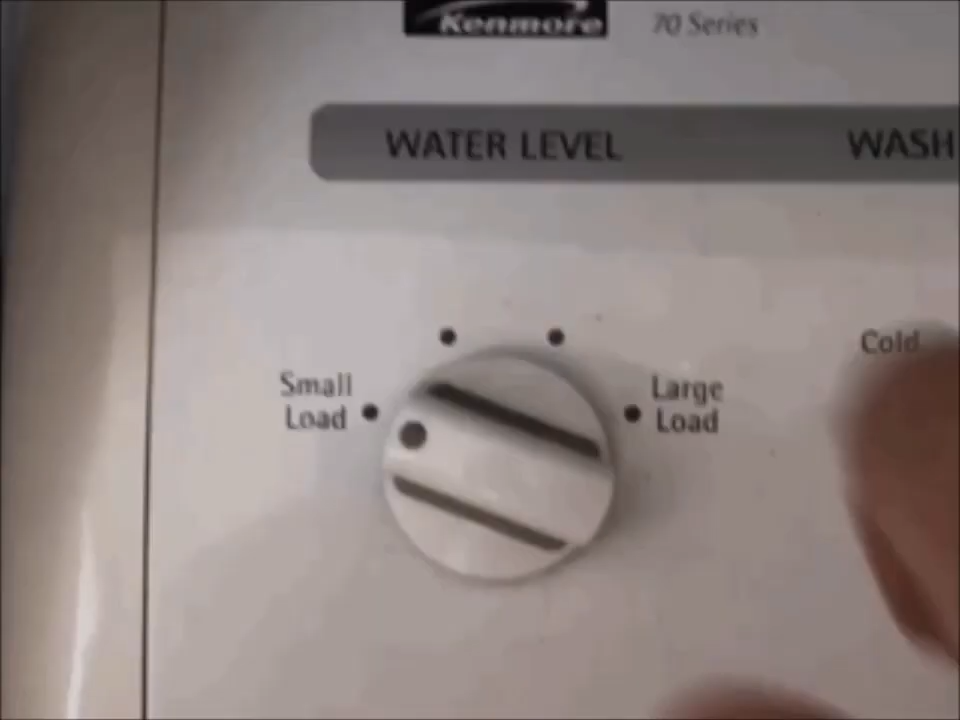 Kenmore 70 Series
WATER LEVEL WASH
Cold
Small Load
Large Load